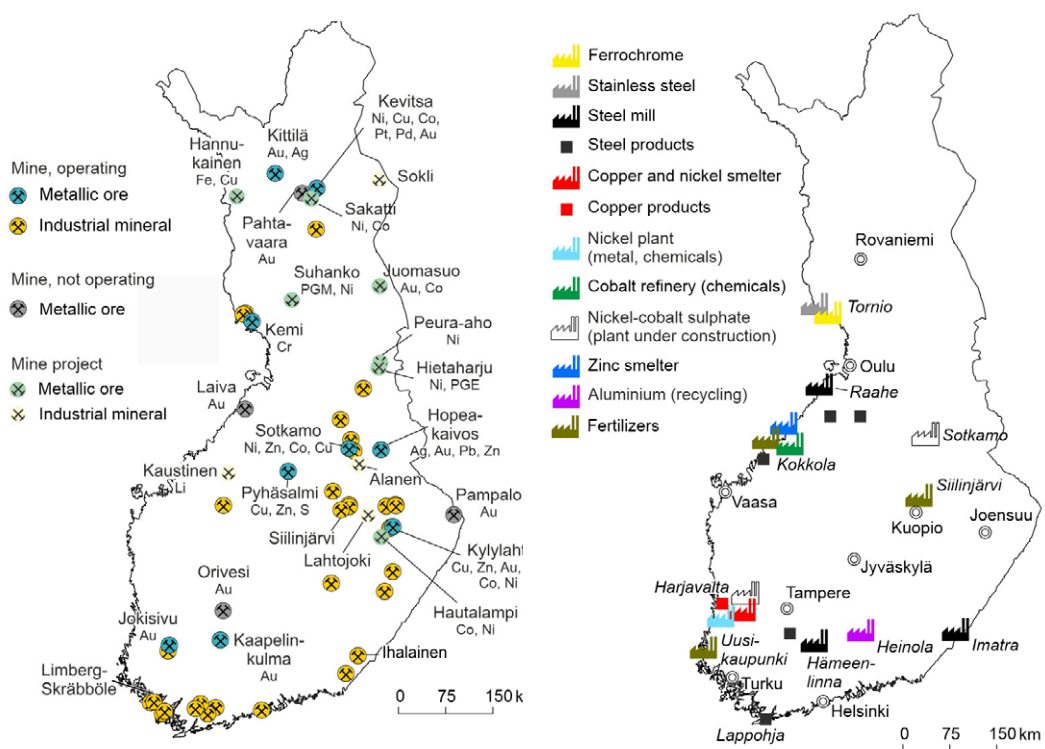 Mine, operating
Metallic ore
Industrial mineral
Mine, not operating
Metallic ore
Mine project
Metallic ore
Industrial mineral
Kevitsa
Ni, Cu, Co,
Pt, Pd, Au
Kittilä
Au, Ag
Hannu-
kainen
Fe, Cu
Sokli
Sakatti
Ni, Co
Pahta-
vaara
Au
Suhanko
PGM, Ni
Juomasuo
Au, Co
Kemi
Cr
Peura-aho
Ni
Hietaharju
Ni, PGE
Laiva
Au
Sotkamo
Ni, Zn, Co, Cu
Hopea-
kaivos
Ag, Au, Pb, Zn
Kaustinen
Li
Alanen
Pyhäsalmi
Cu, Zn, S
Pampalo
Au
Siilinjärvi
Lahtojoki
Kylylaht
Cu, Zn, Au,
Co, Ni
Orivesi
Au
Hautalampi
Co, Ni
Jokisivu
Au
Kaapelin-
kulma
Au
Ihalainen
Limberg-
Skräbböle
0 75 150 k
Ferrochrome
Stainless steel
Steel mill
Steel products
Copper and nickel smelter
Copper products
Nickel plant
(metal, chemicals)
Cobalt refinery (chemicals)
Nickel-cobalt sulphate
(plant under construction)
Zinc smelter
Aluminium (recycling)
Fertilizers
Rovaniemi
Tornio
Oulu
Raahe
Sotkamo
Kokkola
Siilinjärvi
Vaasa
Kuopio
Joensuu
Jyväskylä
Harjavalta
Tampere
Uusi-
kaupunki
Hämeen-
linna
Heinola
Imatra
Turku
Helsinki
Lappohja
0 75 150 km